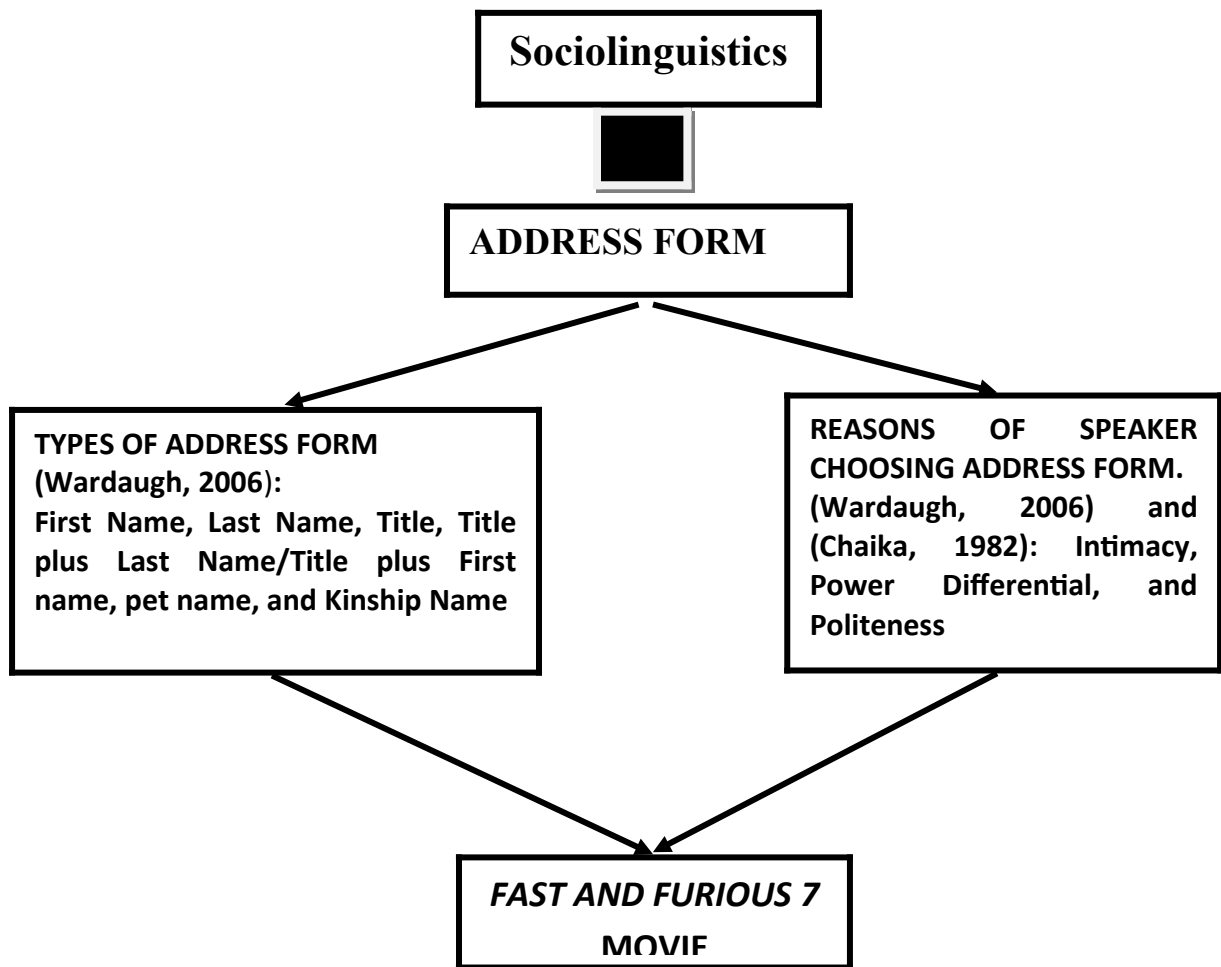 Sociolinguistics
ADDRESS FORM
TYPES OF ADDRESS FORM
(Wardaugh, 2006):
First Name, Last Name, Title, Title
plus Last Name/Title plus First
name, pet name, and Kinship Name
REASONS OF SPEAKER
CHOOSING ADDRESS FORM.
(Wardaugh, 2006) and
(Chaika, 1982): Intimacy,
Power Differential, and
Politeness
FAST AND FURIOUS 7
MOVIE